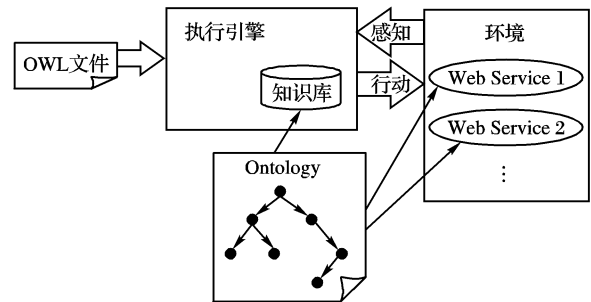 OWL文件
执行引擎
知识库
感知
行动
环境
Web Service 1
Web Service 2
⋮
Ontology